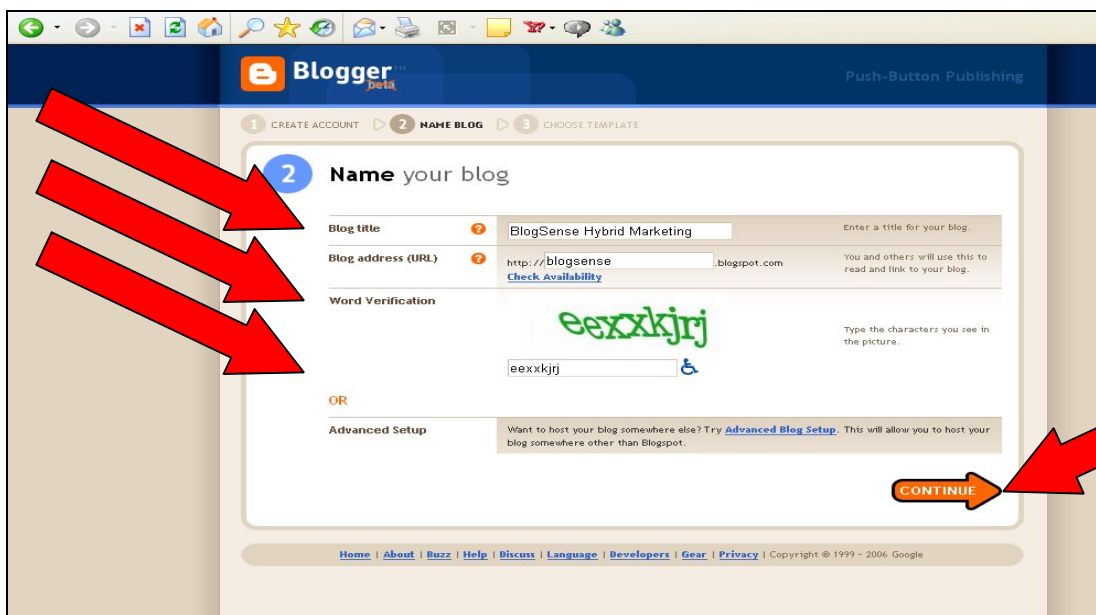 Blogger™
beta
Push-Button Publishing
1 CREATE ACCOUNT 2 NAME BLOG 3 CHOOSE TEMPLATE
2 Name your blog
Blog title ? BlogSense Hybrid Marketing Enter a title for your blog.
Blog address (URL) ? http:// blogsense .blogspot.com You and others will use this to
read and link to your blog.
Check Availability
Word Verification
eexxkjrj
Type the characters you see in
the picture.
eexxkjrj
OR
Advanced Setup Want to host your blog somewhere else? Try Advanced Blog Setup. This will allow you to host your
blog somewhere other than Blogspot.
CONTINUE
Home | About | Buzz | Help | Discuss | Language | Developers | Gear | Privacy | Copyright © 1999 - 2006 Google